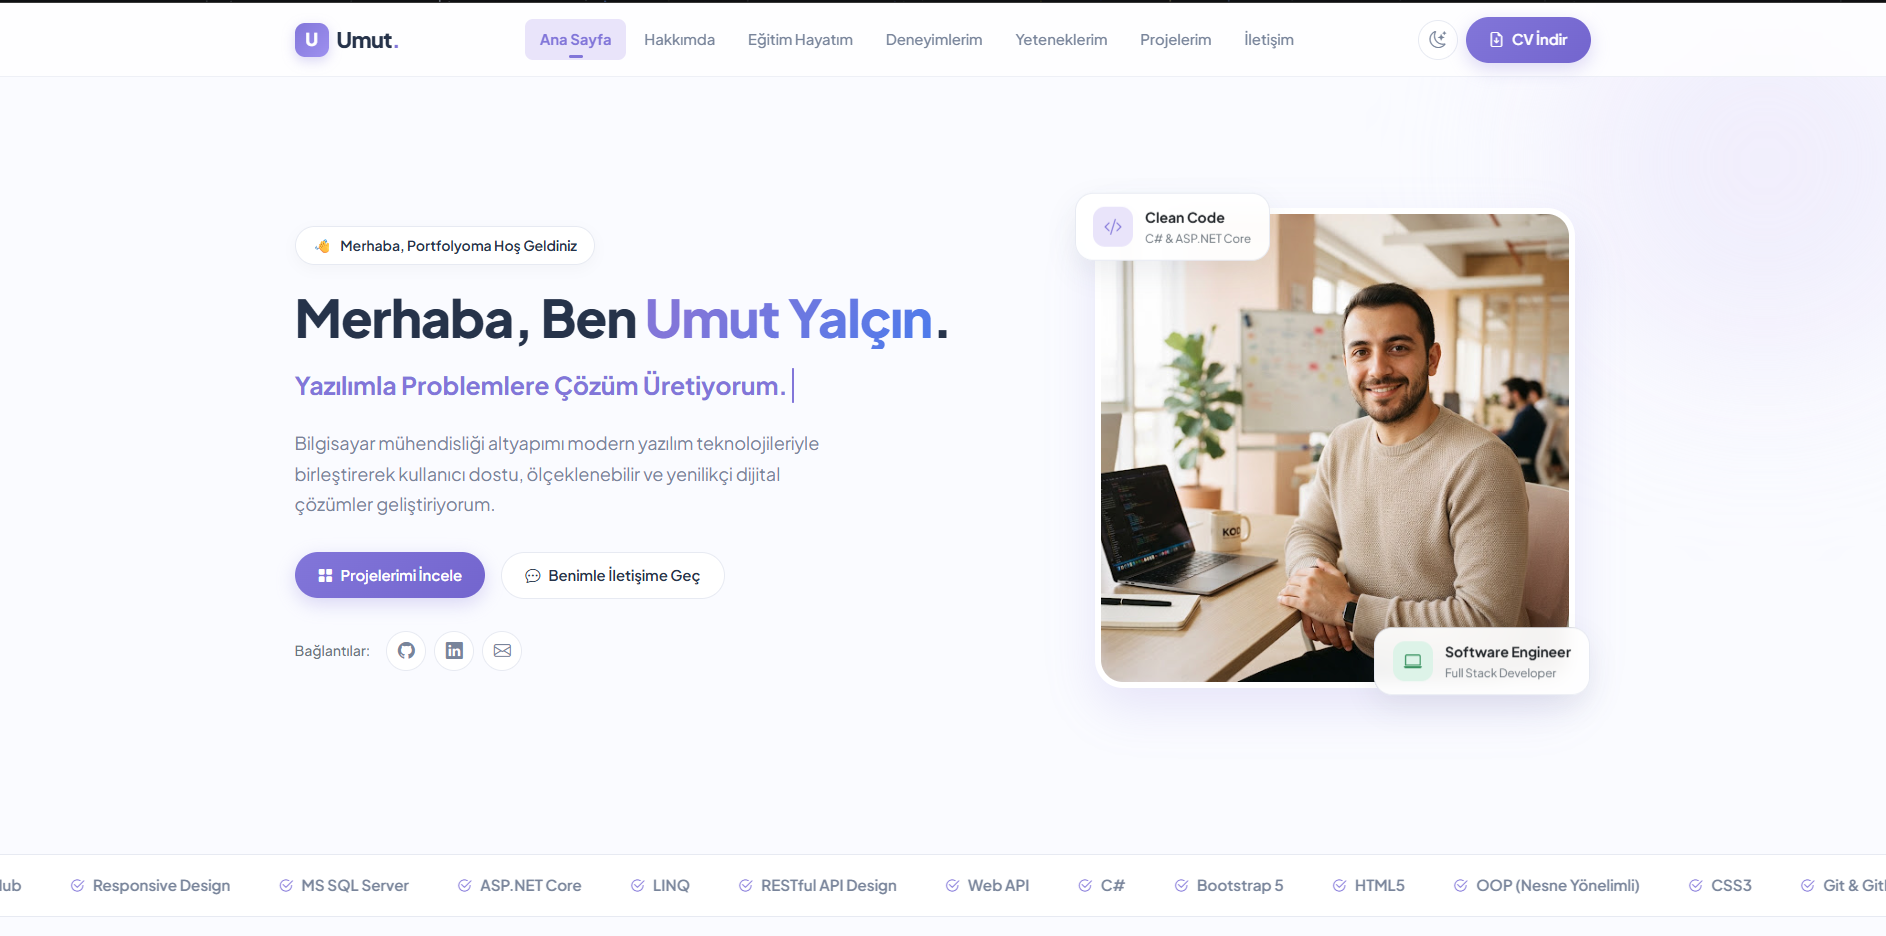 U Umut.
Ana Sayfa
Hakkımda
Eğitim Hayatım
Deneyimlerim
Yeteneklerim
Projelerim
İletişim
CV İndir
Merhaba, Portfolyoma Hoş Geldiniz
Merhaba, Ben Umut Yalçın.
Yazılımla Problemlere Çözüm Üretiyorum.
Bilgisayar mühendisliği altyapımı modern yazılım teknolojileriyle
birleştirerek kullanıcı dostu, ölçeklenebilir ve yenilikçi dijital
çözümler geliştiriyorum.
Projelerimi İncele
Benimle İletişime Geç
Bağlantılar:
Clean Code
C# & ASP.NET Core
KOD
Software Engineer
Full Stack Developer
Responsive Design
MS SQL Server
ASP.NET Core
LINQ
RESTful API Design
Web API
C#
Bootstrap 5
HTML5
OOP (Nesne Yönelimli)
CSS3
Git &